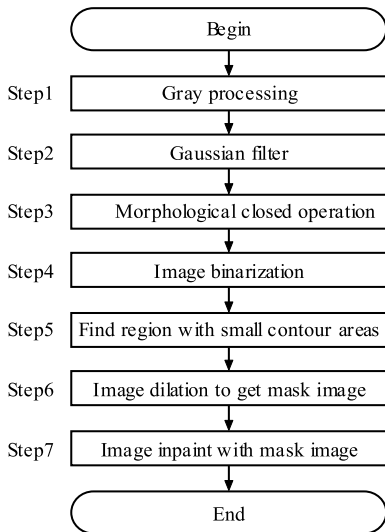 Begin
Step1 Gray processing
Step2 Gaussian filter
Step3 Morphological closed operation
Step4 Image binarization
Step5 Find region with small contour areas
Step6 Image dilation to get mask image
Step7 Image inpaint with mask image
End